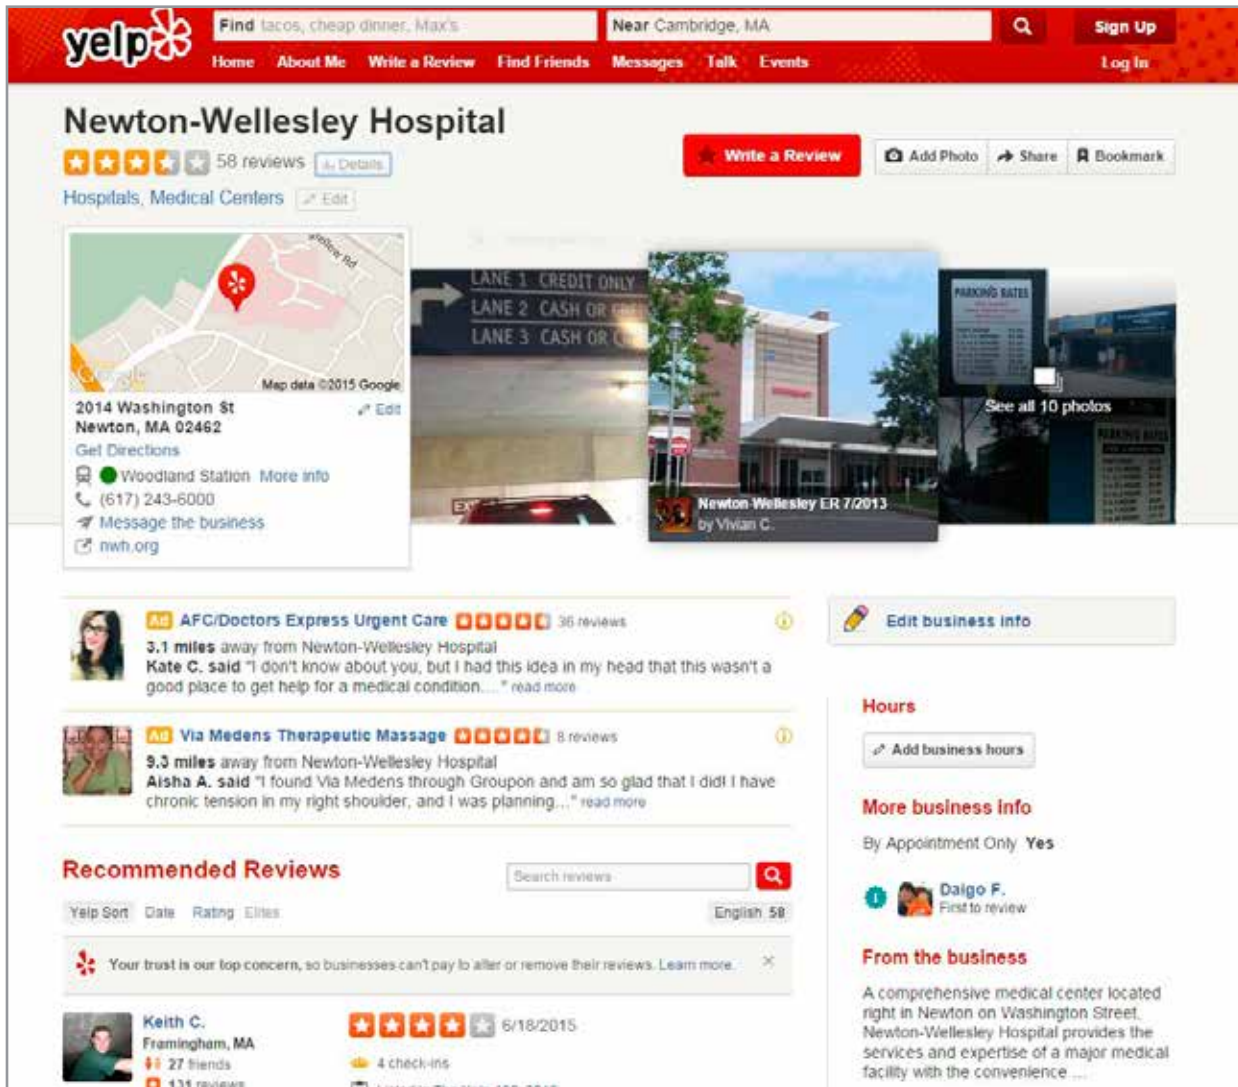 yelp
Find tacos, cheap dinner, Max's
Near Cambridge, MA
Sign Up
Home About Me Write a Review Find Friends Messages Talk Events
Log In
Newton-Wellesley Hospital
58 reviews Details
Write a Review
Add Photo Share Bookmark
Hospitals, Medical Centers Edit
Map data ©2015 Google
2014 Washington St Edit
Newton, MA 02462
Get Directions
Woodland Station More info
(617) 243-6000
Message the business
nwh.org
LANE 1 CREDIT ONLY
LANE 2 CASH OR
LANE 3 CASH OR
Newton-Wellesley ER 7/2013
by Vivian C.
PARKING RATES
See all 10 photos
PARKING RATES
Ad AFC/Doctors Express Urgent Care 36 reviews
3.1 miles away from Newton-Wellesley Hospital
Kate C. said "I don't know about you, but I had this idea in my head that this wasn't a
good place to get help for a medical condition...." read more
Ad Via Medens Therapeutic Massage 8 reviews
9.3 miles away from Newton-Wellesley Hospital
Aisha A. said "I found Via Medens through Groupon and am so glad that I did! I have
chronic tension in my right shoulder, and I was planning..." read more
Edit business info
Hours
Add business hours
More business info
By Appointment Only Yes
Daigo F.
First to review
From the business
A comprehensive medical center located
right in Newton on Washington Street,
Newton-Wellesley Hospital provides the
services and expertise of a major medical
facility with the convenience ...
Recommended Reviews
Search reviews
Yelp Sort Date Rating Elites
English 58
Your trust is our top concern, so businesses can't pay to alter or remove their reviews. Learn more.
Keith C.
Framingham, MA
27 friends
131 reviews
6/18/2015
4 check-ins